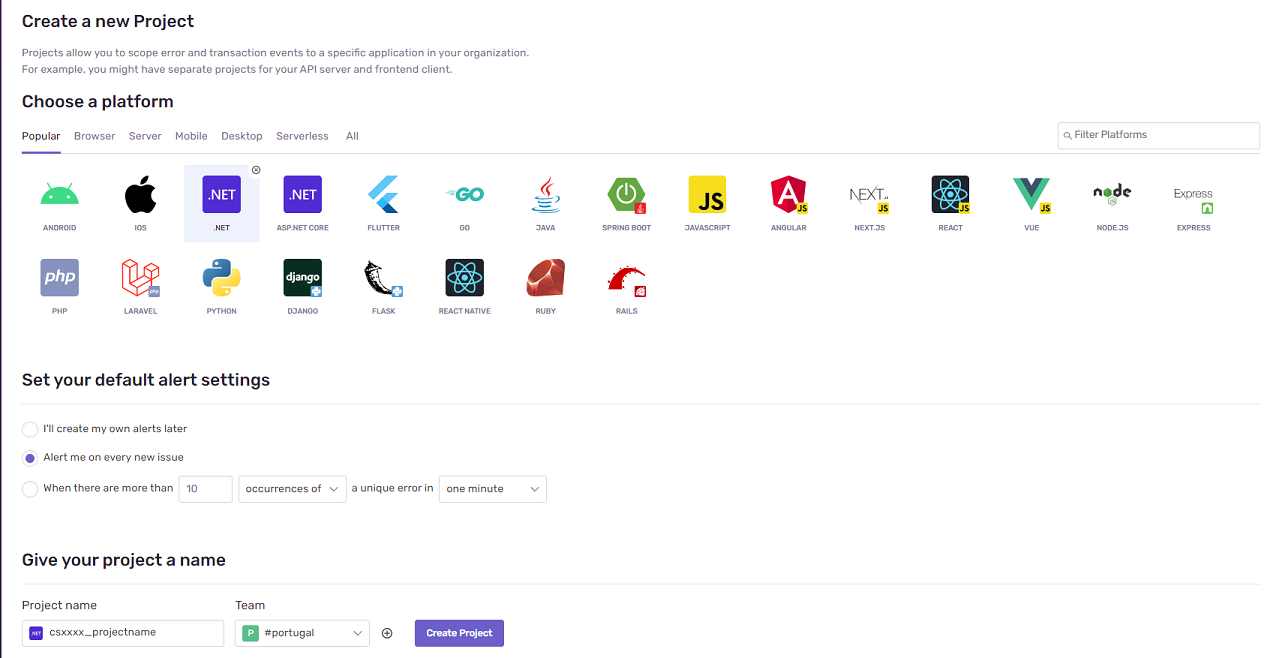 Create a new Project
Projects allow you to scope error and transaction events to a specific application in your organization.
For example, you might have separate projects for your API server and frontend client.
Choose a platform
Popular Browser Server Mobile Desktop Serverless All
Filter Platforms
.NET .NET GO JS JS NEXT.js JS JS JS node JS Express
ANDROID IOS .NET ASP.NET CORE FLUTTER GO JAVA SPRING BOOT JAVASCRIPT ANGULAR NEXT.JS REACT VUE NODE.JS EXPRESS
php php django
PHP LARAVEL PYTHON DJANGO FLASK REACT NATIVE RUBY RAILS
Set your default alert settings
I'll create my own alerts later
Alert me on every new issue
When there are more than 10 occurrences of a unique error in one minute
Give your project a name
Project name Team
.NET csxxxx_projectname P #portugal Create Project